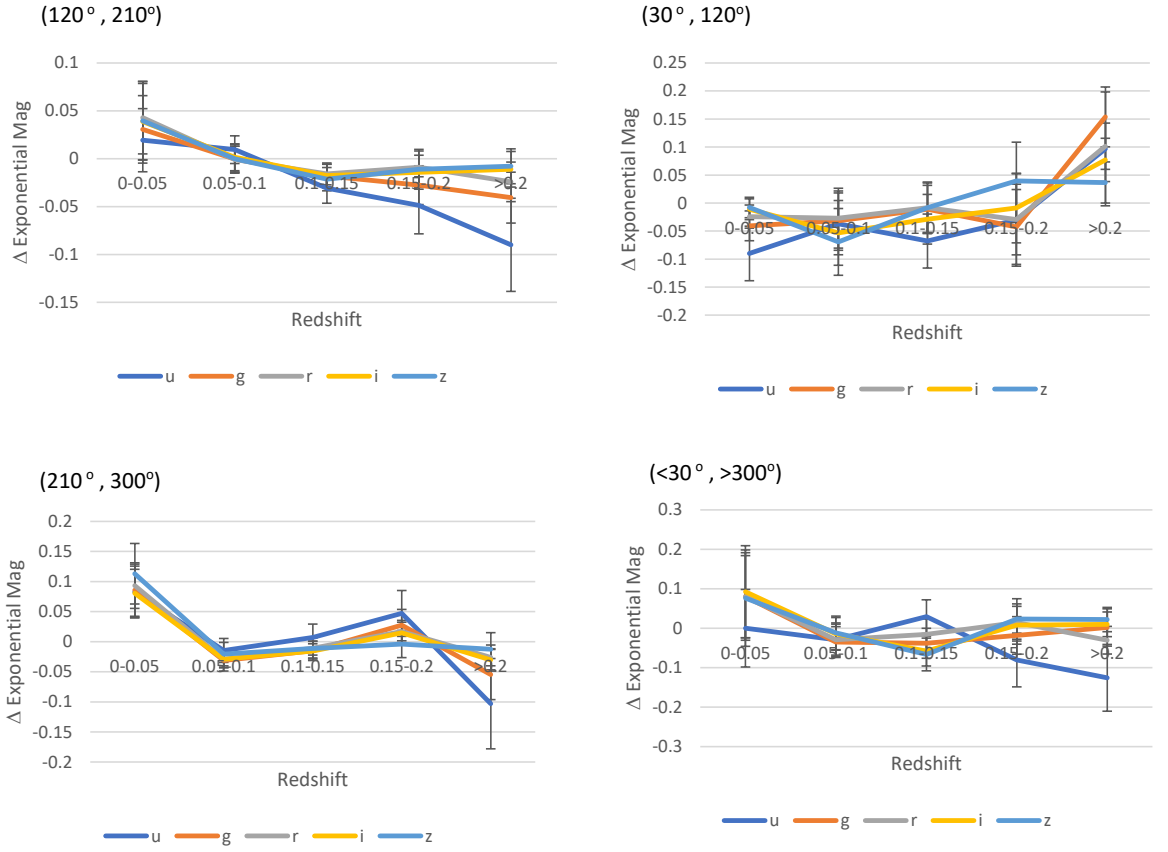 (120 º , 210º)
0.1
0.05
0
-0.05
-0.1
-0.15
Δ Exponential Mag
0-0.05 0.05-0.1 0.1-0.15 0.15-0.2 >0.2
Redshift
u g r i z
(30 º , 120º)
0.25
0.2
0.15
0.1
0.05
0
-0.05
-0.1
-0.15
-0.2
Δ Exponential Mag
0-0.05 0.05-0.1 0.1-0.15 0.15-0.2 >0.2
Redshift
u g r i z
(210 º , 300º)
0.2
0.15
0.1
0.05
0
-0.05
-0.1
-0.15
-0.2
Δ Exponential Mag
0-0.05 0.05-0.1 0.1-0.15 0.15-0.2 >0.2
Redshift
u g r i z
(<30 º , >300º)
0.3
0.2
0.1
0
-0.1
-0.2
-0.3
Δ Exponential Mag
0-0.05 0.05-0.1 0.1-0.15 0.15-0.2 >0.2
Redshift
u g r i z